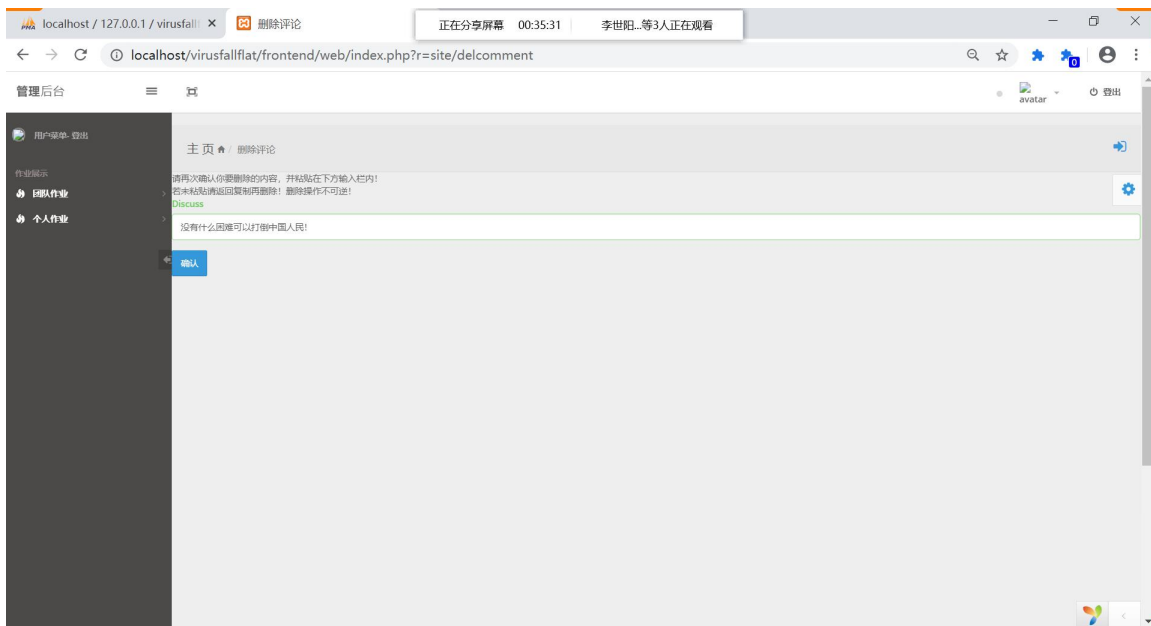 localhost / 127.0.0.1 / virusfall
删除评论
正在分享屏幕 00:35:31 李世阳...等3人正在观看
localhost/virusfallflat/frontend/web/index.php?r=site/delcomment
0
管理后台
avatar
登出
用户菜单- 登出
主 页 / 删除评论
作业展示
团队作业
个人作业
请再次确认你要删除的内容，并粘贴在下方输入栏内！
若未粘贴请返回复制再删除！删除操作不可逆！
Discuss
没有什么困难可以打倒中国人民！
确认